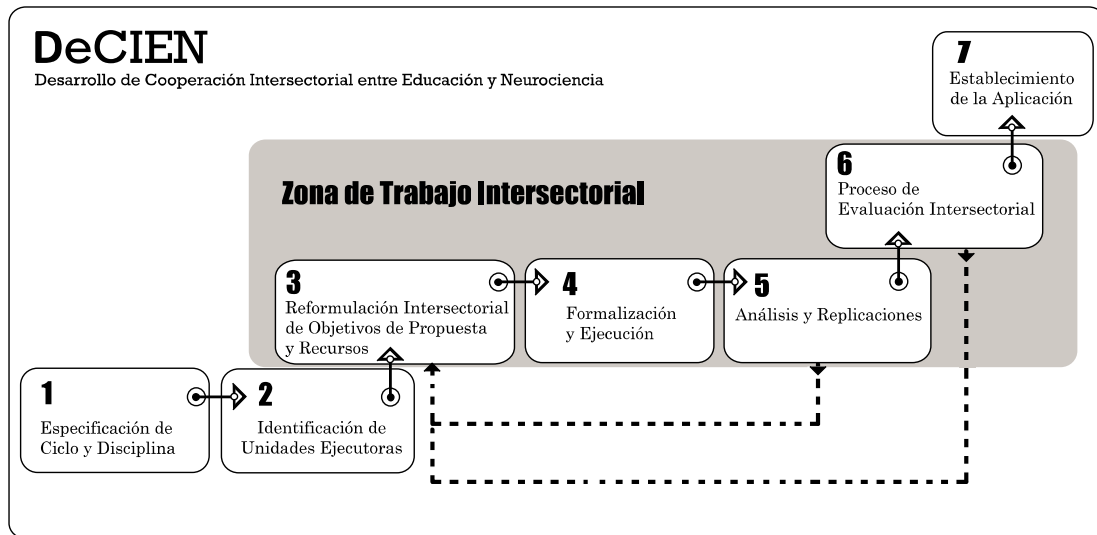 DeCIEN
Desarrollo de Cooperación Intersectorial entre Educación y Neurociencia
7
Establecimiento
de la Aplicación
Zona de Trabajo Intersectorial
6
Proceso de
Evaluación Intersectorial
3
Reformulación Intersectorial
de Objetivos de Propuesta
y Recursos
4
Formalización
y Ejecución
5
Análisis y Replicaciones
1
Especificación de
Ciclo y Disciplina
2
Identificación de
Unidades Ejecutoras